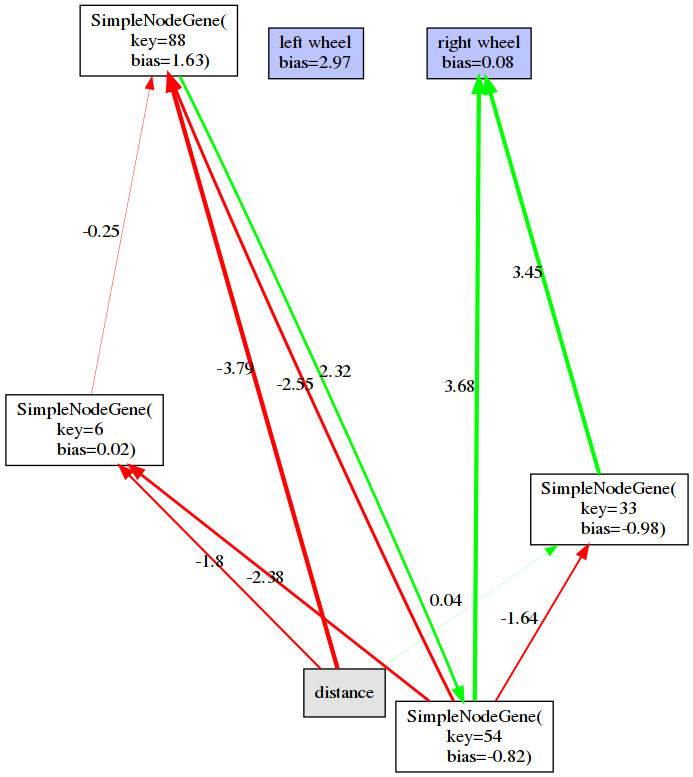 SimpleNodeGene(
key=88
bias=1.63)
left wheel
bias=2.97
right wheel
bias=0.08
-0.25
3.45
-3.79
2.32
-2.55
3.68
SimpleNodeGene(
key=6
bias=0.02)
SimpleNodeGene(
key=33
bias=-0.98)
-1.8
-2.38
0.04
-1.64
distance
SimpleNodeGene(
key=54
bias=-0.82)